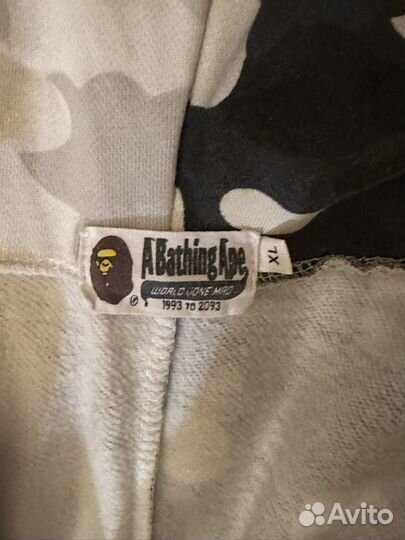 A Bathing Ape
WORLD GONE MAD
1993 TO 2093
XL
Avito